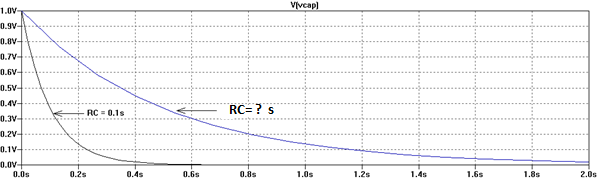 V[vcap]
1.0V
0.9V
0.8V
0.7V
0.6V
0.5V
0.4V
0.3V
0.2V
0.1V
0.0V
RC = 0.1s
RC= ? s
0.0s 0.2s 0.4s 0.6s 0.8s 1.0s 1.2s 1.4s 1.6s 1.8s 2.0s